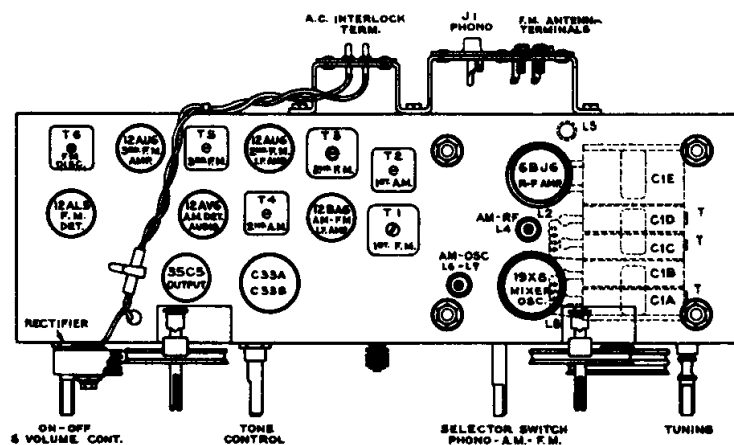 A.C. INTERLOCK
TERM.
J1
PHONO
F.M. ANTENNA
TERMINALS
T6
F.M.
DISC.
12AU6
3RD F.M.
AMP.
T5
3RD F.M.
12AU6
2ND F.M.
I.F. AMP.
T3
2ND F.M.
T2
1ST. A.M.
6BJ6
R-F AMP.
L5
C1E
12AL5
F.M.
DET.
12AV6
A.M. DET.
AUDIO
T4
2ND A.M.
12BA6
AM-FM
I.F. AMP.
T1
1ST. F.M.
AM-RF
L4
L2
C1D
T
C1C
T
35C5
OUTPUT
C33A
C33B
AM-OSC
L6-L7
19X8
MIXER
OSC.
C1B
C1A
T
L8
RECTIFIER
ON-OFF
& VOLUME CONT.
TONE
CONTROL
SELECTOR SWITCH
PHONO-A.M.-F.M.
TUNING